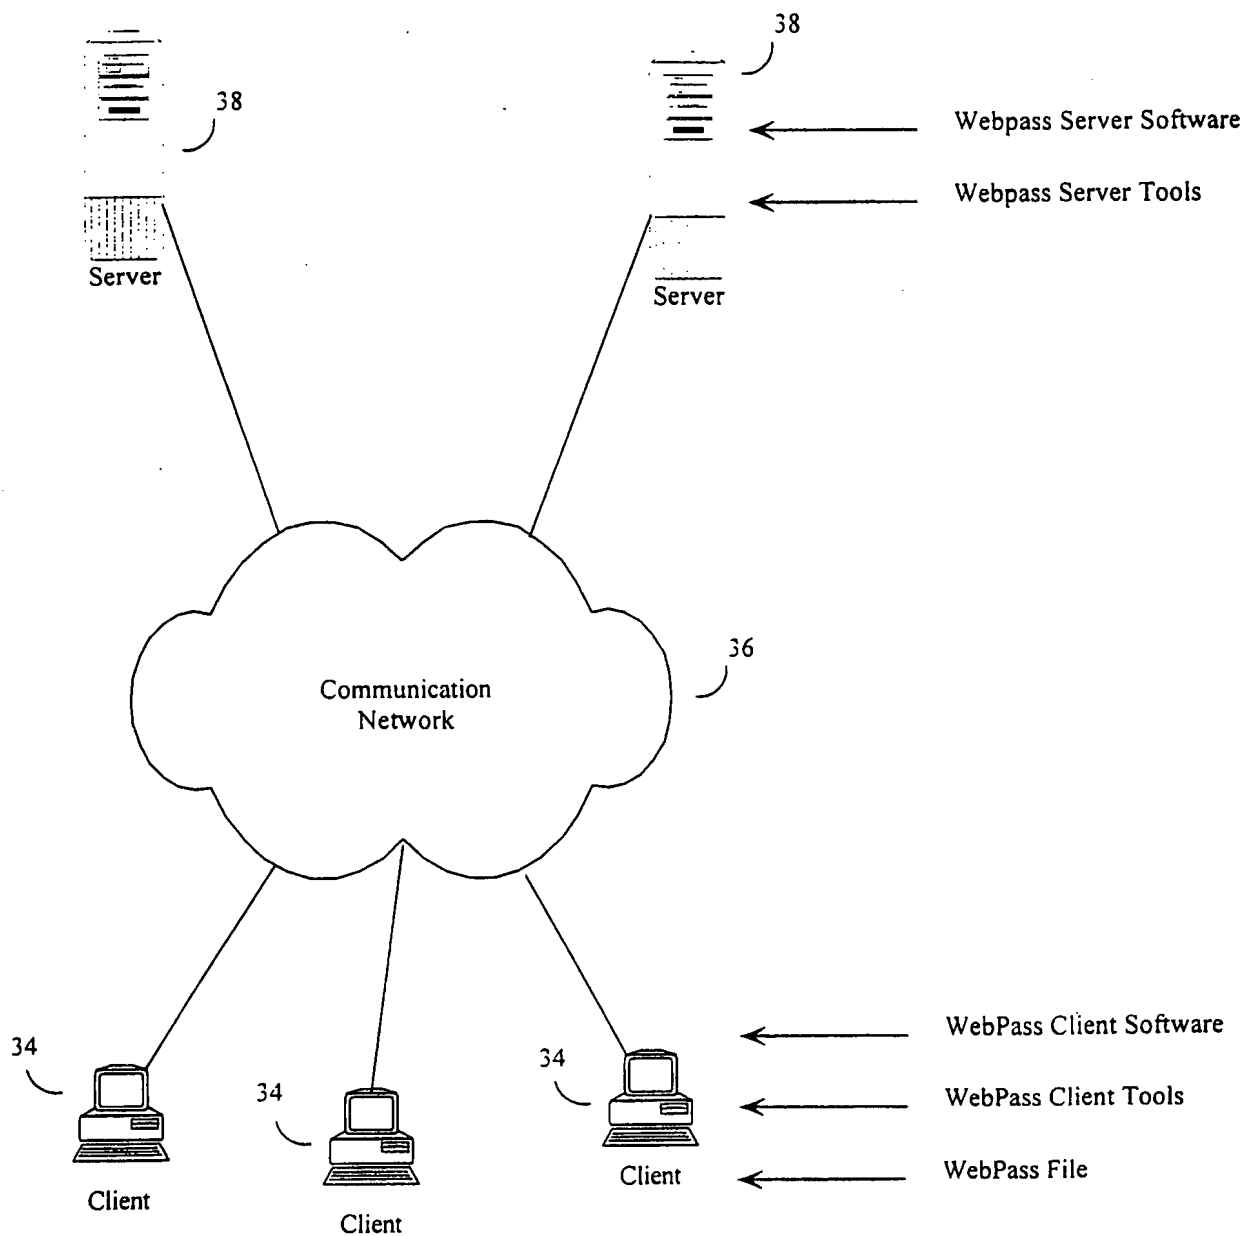 38
38
Webpass Server Software
Webpass Server Tools
Server
Server
36
Communication
Network
WebPass Client Software
34
34
34
WebPass Client Tools
WebPass File
Client
Client
Client